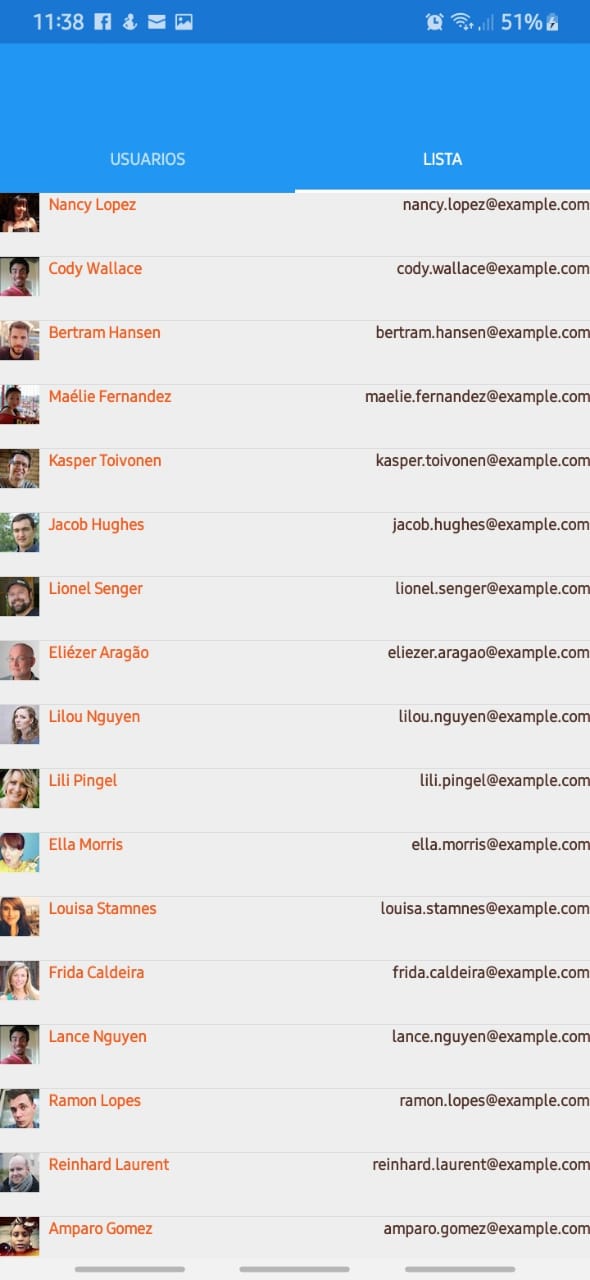 11:38 51%
USUARIOS LISTA
Nancy Lopez nancy.lopez@example.com
Cody Wallace cody.wallace@example.com
Bertram Hansen bertram.hansen@example.com
Maélie Fernandez maelie.fernandez@example.com
Kasper Toivonen kasper.toivonen@example.com
Jacob Hughes jacob.hughes@example.com
Lionel Senger lionel.senger@example.com
Eliézer Aragão eliezer.aragao@example.com
Lilou Nguyen lilou.nguyen@example.com
Lili Pingel lili.pingel@example.com
Ella Morris ella.morris@example.com
Louisa Stamnes louisa.stamnes@example.com
Frida Caldeira frida.caldeira@example.com
Lance Nguyen lance.nguyen@example.com
Ramon Lopes ramon.lopes@example.com
Reinhard Laurent reinhard.laurent@example.com
Amparo Gomez amparo.gomez@example.com